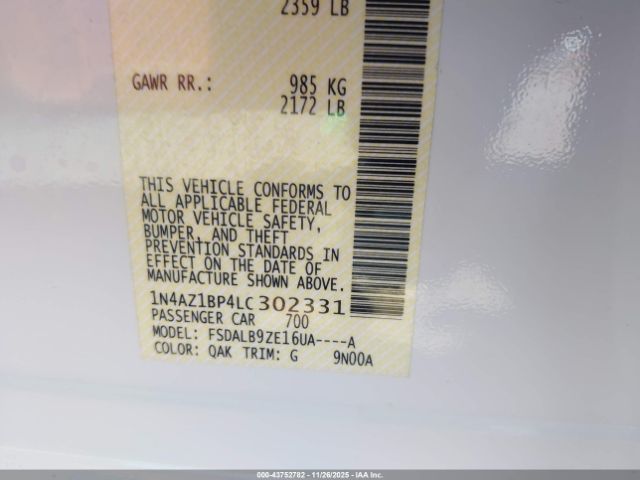 2359 LB
GAWR RR.: 985 KG
2172 LB
THIS VEHICLE CONFORMS TO
ALL APPLICABLE FEDERAL
MOTOR VEHICLE SAFETY,
BUMPER, AND THEFT
PREVENTION STANDARDS IN
EFFECT ON THE DATE OF
MANUFACTURE SHOWN ABOVE.
1N4AZ1BP4LC302331
PASSENGER CAR 700
MODEL: FSDALB9ZE16UA----A
COLOR: QAK TRIM: G 9N00A
000-43752782 - 11/26/2025 - IAA Inc.